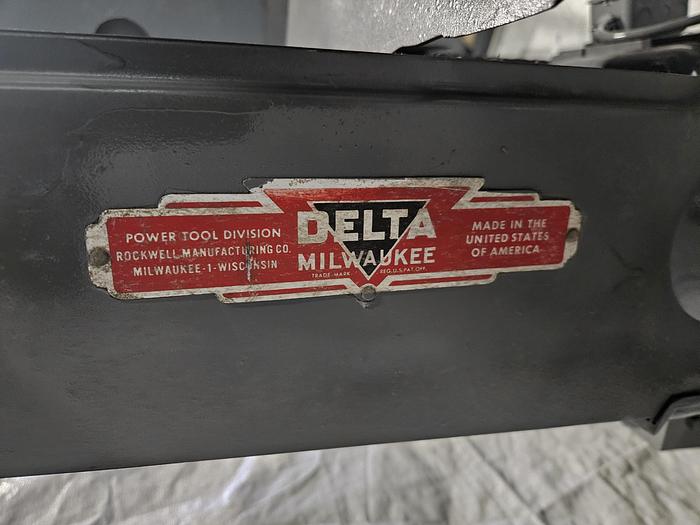 POWER TOOL DIVISION
ROCKWELL MANUFACTURING CO.
MILWAUKEE-1-WISCONSIN
DELTA
MILWAUKEE
TRADE-MARK REG.U.S.PAT.OFF.
MADE IN THE
UNITED STATES
OF AMERICA